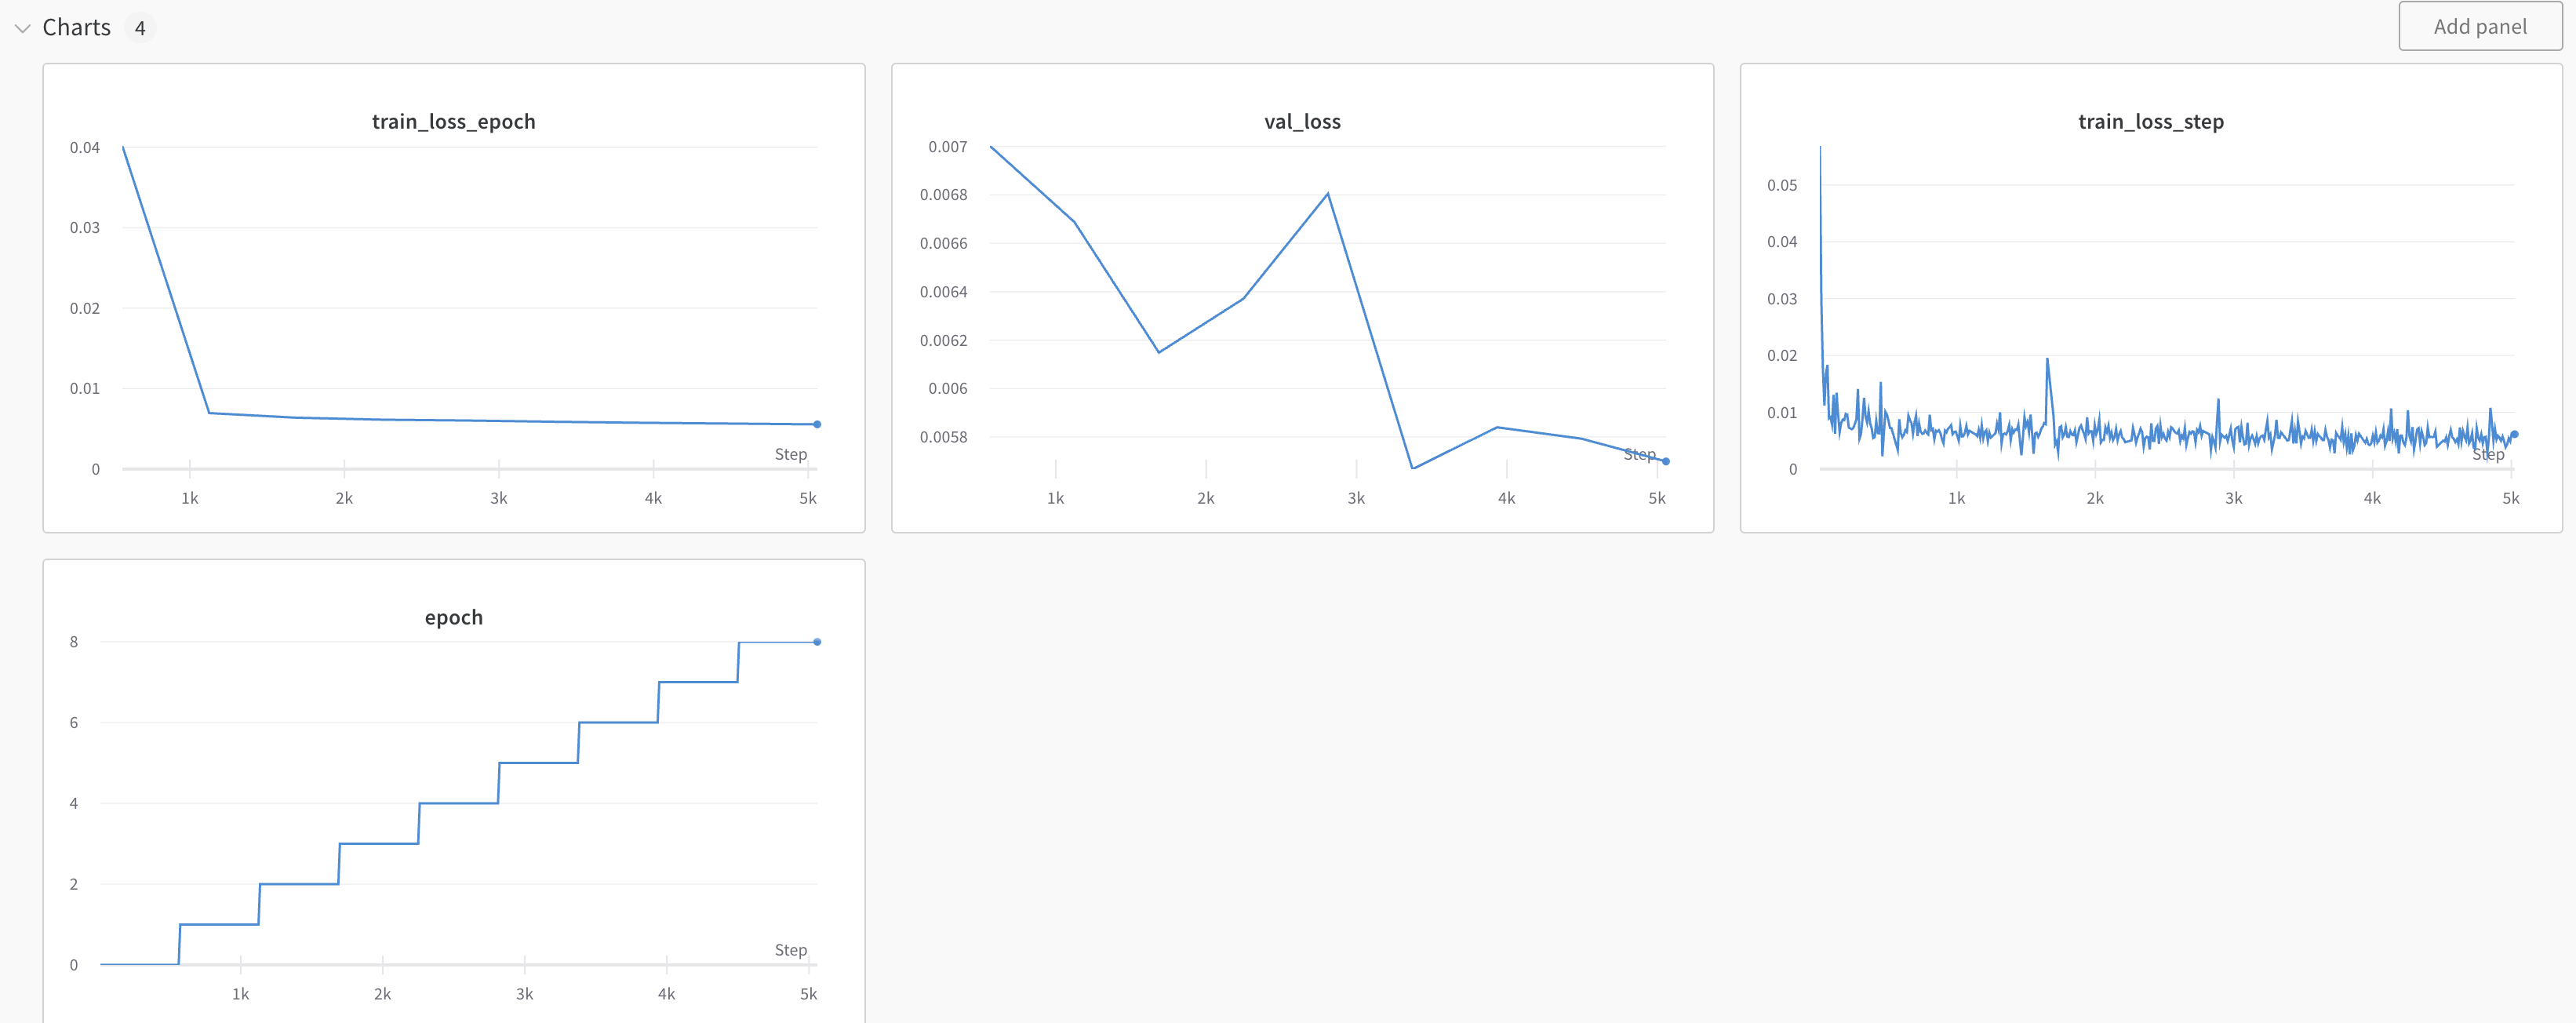 Charts 4
Add panel
train_loss_epoch
0.04
0.03
0.02
0.01
0
Step
1k 2k 3k 4k 5k
val_loss
0.007
0.0068
0.0066
0.0064
0.0062
0.006
0.0058
Step
1k 2k 3k 4k 5k
train_loss_step
0.05
0.04
0.03
0.02
0.01
0
Step
1k 2k 3k 4k 5k
epoch
8
6
4
2
0
Step
1k 2k 3k 4k 5k